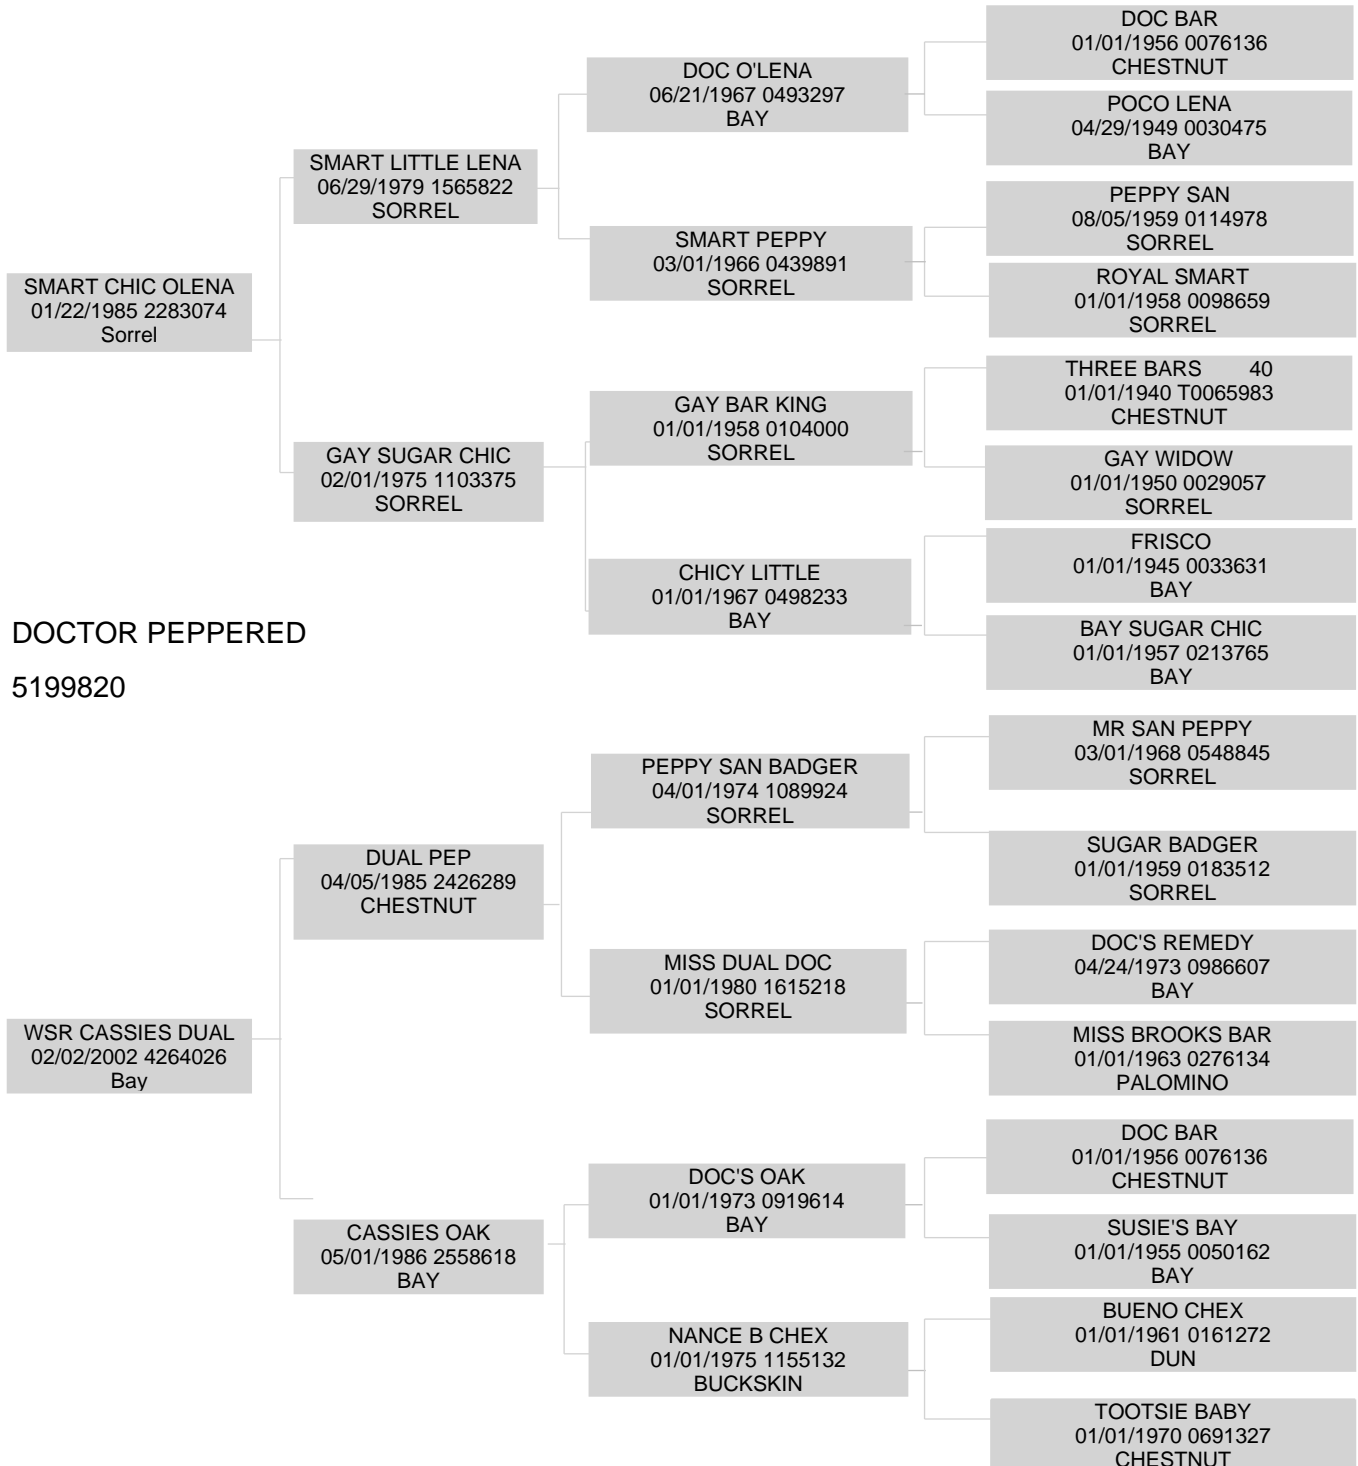 DOC BAR
01/01/1956 0076136
CHESTNUT
DOC O'LENA
06/21/1967 0493297
BAY
POCO LENA
04/29/1949 0030475
BAY
SMART LITTLE LENA
06/29/1979 1565822
SORREL
PEPPY SAN
08/05/1959 0114978
SORREL
SMART PEPPY
03/01/1966 0439891
SORREL
ROYAL SMART
01/01/1958 0098659
SORREL
SMART CHIC OLENA
01/22/1985 2283074
Sorrel
THREE BARS 40
01/01/1940 T0065983
CHESTNUT
GAY BAR KING
01/01/1958 0104000
SORREL
GAY WIDOW
01/01/1950 0029057
SORREL
GAY SUGAR CHIC
02/01/1975 1103375
SORREL
FRISCO
01/01/1945 0033631
BAY
CHICY LITTLE
01/01/1967 0498233
BAY
BAY SUGAR CHIC
01/01/1957 0213765
BAY
DOCTOR PEPPERED
5199820
MR SAN PEPPY
03/01/1968 0548845
SORREL
PEPPY SAN BADGER
04/01/1974 1089924
SORREL
SUGAR BADGER
01/01/1959 0183512
SORREL
DUAL PEP
04/05/1985 2426289
CHESTNUT
DOC'S REMEDY
04/24/1973 0986607
BAY
MISS DUAL DOC
01/01/1980 1615218
SORREL
MISS BROOKS BAR
01/01/1963 0276134
PALOMINO
WSR CASSIES DUAL
02/02/2002 4264026
Bay
DOC BAR
01/01/1956 0076136
CHESTNUT
DOC'S OAK
01/01/1973 0919614
BAY
SUSIE'S BAY
01/01/1955 0050162
BAY
CASSIES OAK
05/01/1986 2558618
BAY
BUENO CHEX
01/01/1961 0161272
DUN
NANCE B CHEX
01/01/1975 1155132
BUCKSKIN
TOOTSIE BABY
01/01/1970 0691327
CHESTNUT